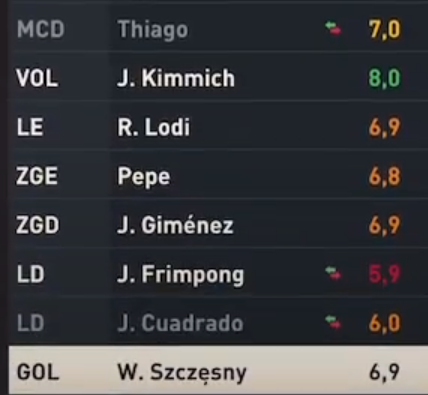 MCD Thiago 7,0
VOL J. Kimmich 8,0
LE R. Lodi 6,9
ZGE Pepe 6,8
ZGD J. Giménez 6,9
LD J. Frimpong 5,9
LD J. Cuadrado 6,0
GOL W. Szczęsny 6,9